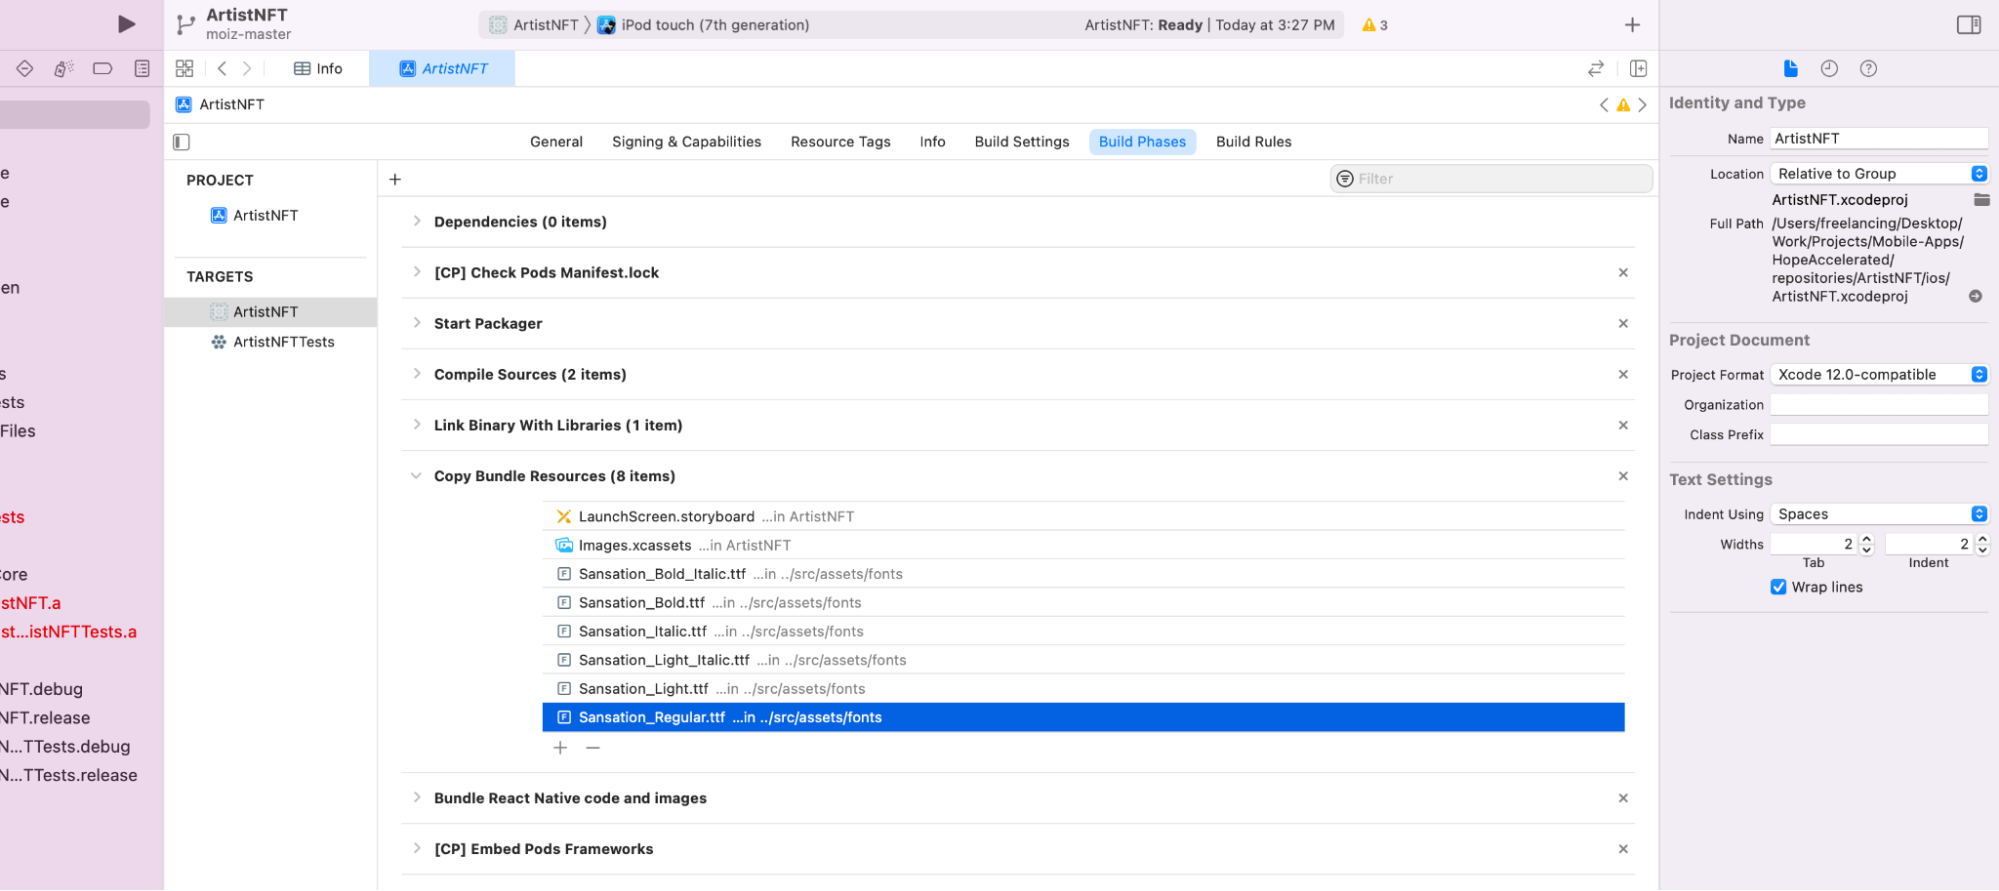 ArtistNFT
moiz-master
ArtistNFT
iPod touch (7th generation)
ArtistNFT: Ready | Today at 3:27 PM
3
Info
ArtistNFT
ArtistNFT
General
Signing & Capabilities
Resource Tags
Info
Build Settings
Build Phases
Build Rules
e
e
en
s
ests
Files
ests
Core
stNFT.a
st...istNFTTests.a
NFT.debug
NFT.release
N...TTests.debug
N...TTests.release
PROJECT
ArtistNFT
TARGETS
ArtistNFT
ArtistNFTTests
Filter
Dependencies (0 items)
[CP] Check Pods Manifest.lock
Start Packager
Compile Sources (2 items)
Link Binary With Libraries (1 item)
Copy Bundle Resources (8 items)
LaunchScreen.storyboard ...in ArtistNFT
Images.xcassets ...in ArtistNFT
Sansation_Bold_Italic.ttf ...in ../src/assets/fonts
Sansation_Bold.ttf ...in ../src/assets/fonts
Sansation_Italic.ttf ...in ../src/assets/fonts
Sansation_Light_Italic.ttf ...in ../src/assets/fonts
Sansation_Light.ttf ...in ../src/assets/fonts
Sansation_Regular.ttf ...in ../src/assets/fonts
Bundle React Native code and images
[CP] Embed Pods Frameworks
Identity and Type
Name ArtistNFT
Location Relative to Group
ArtistNFT.xcodeproj
Full Path /Users/freelancing/Desktop/
Work/Projects/Mobile-Apps/
HopeAccelerated/
repositories/ArtistNFT/ios/
ArtistNFT.xcodeproj
Project Document
Project Format Xcode 12.0-compatible
Organization
Class Prefix
Text Settings
Indent Using Spaces
Widths 2 2
Tab Indent
Wrap lines